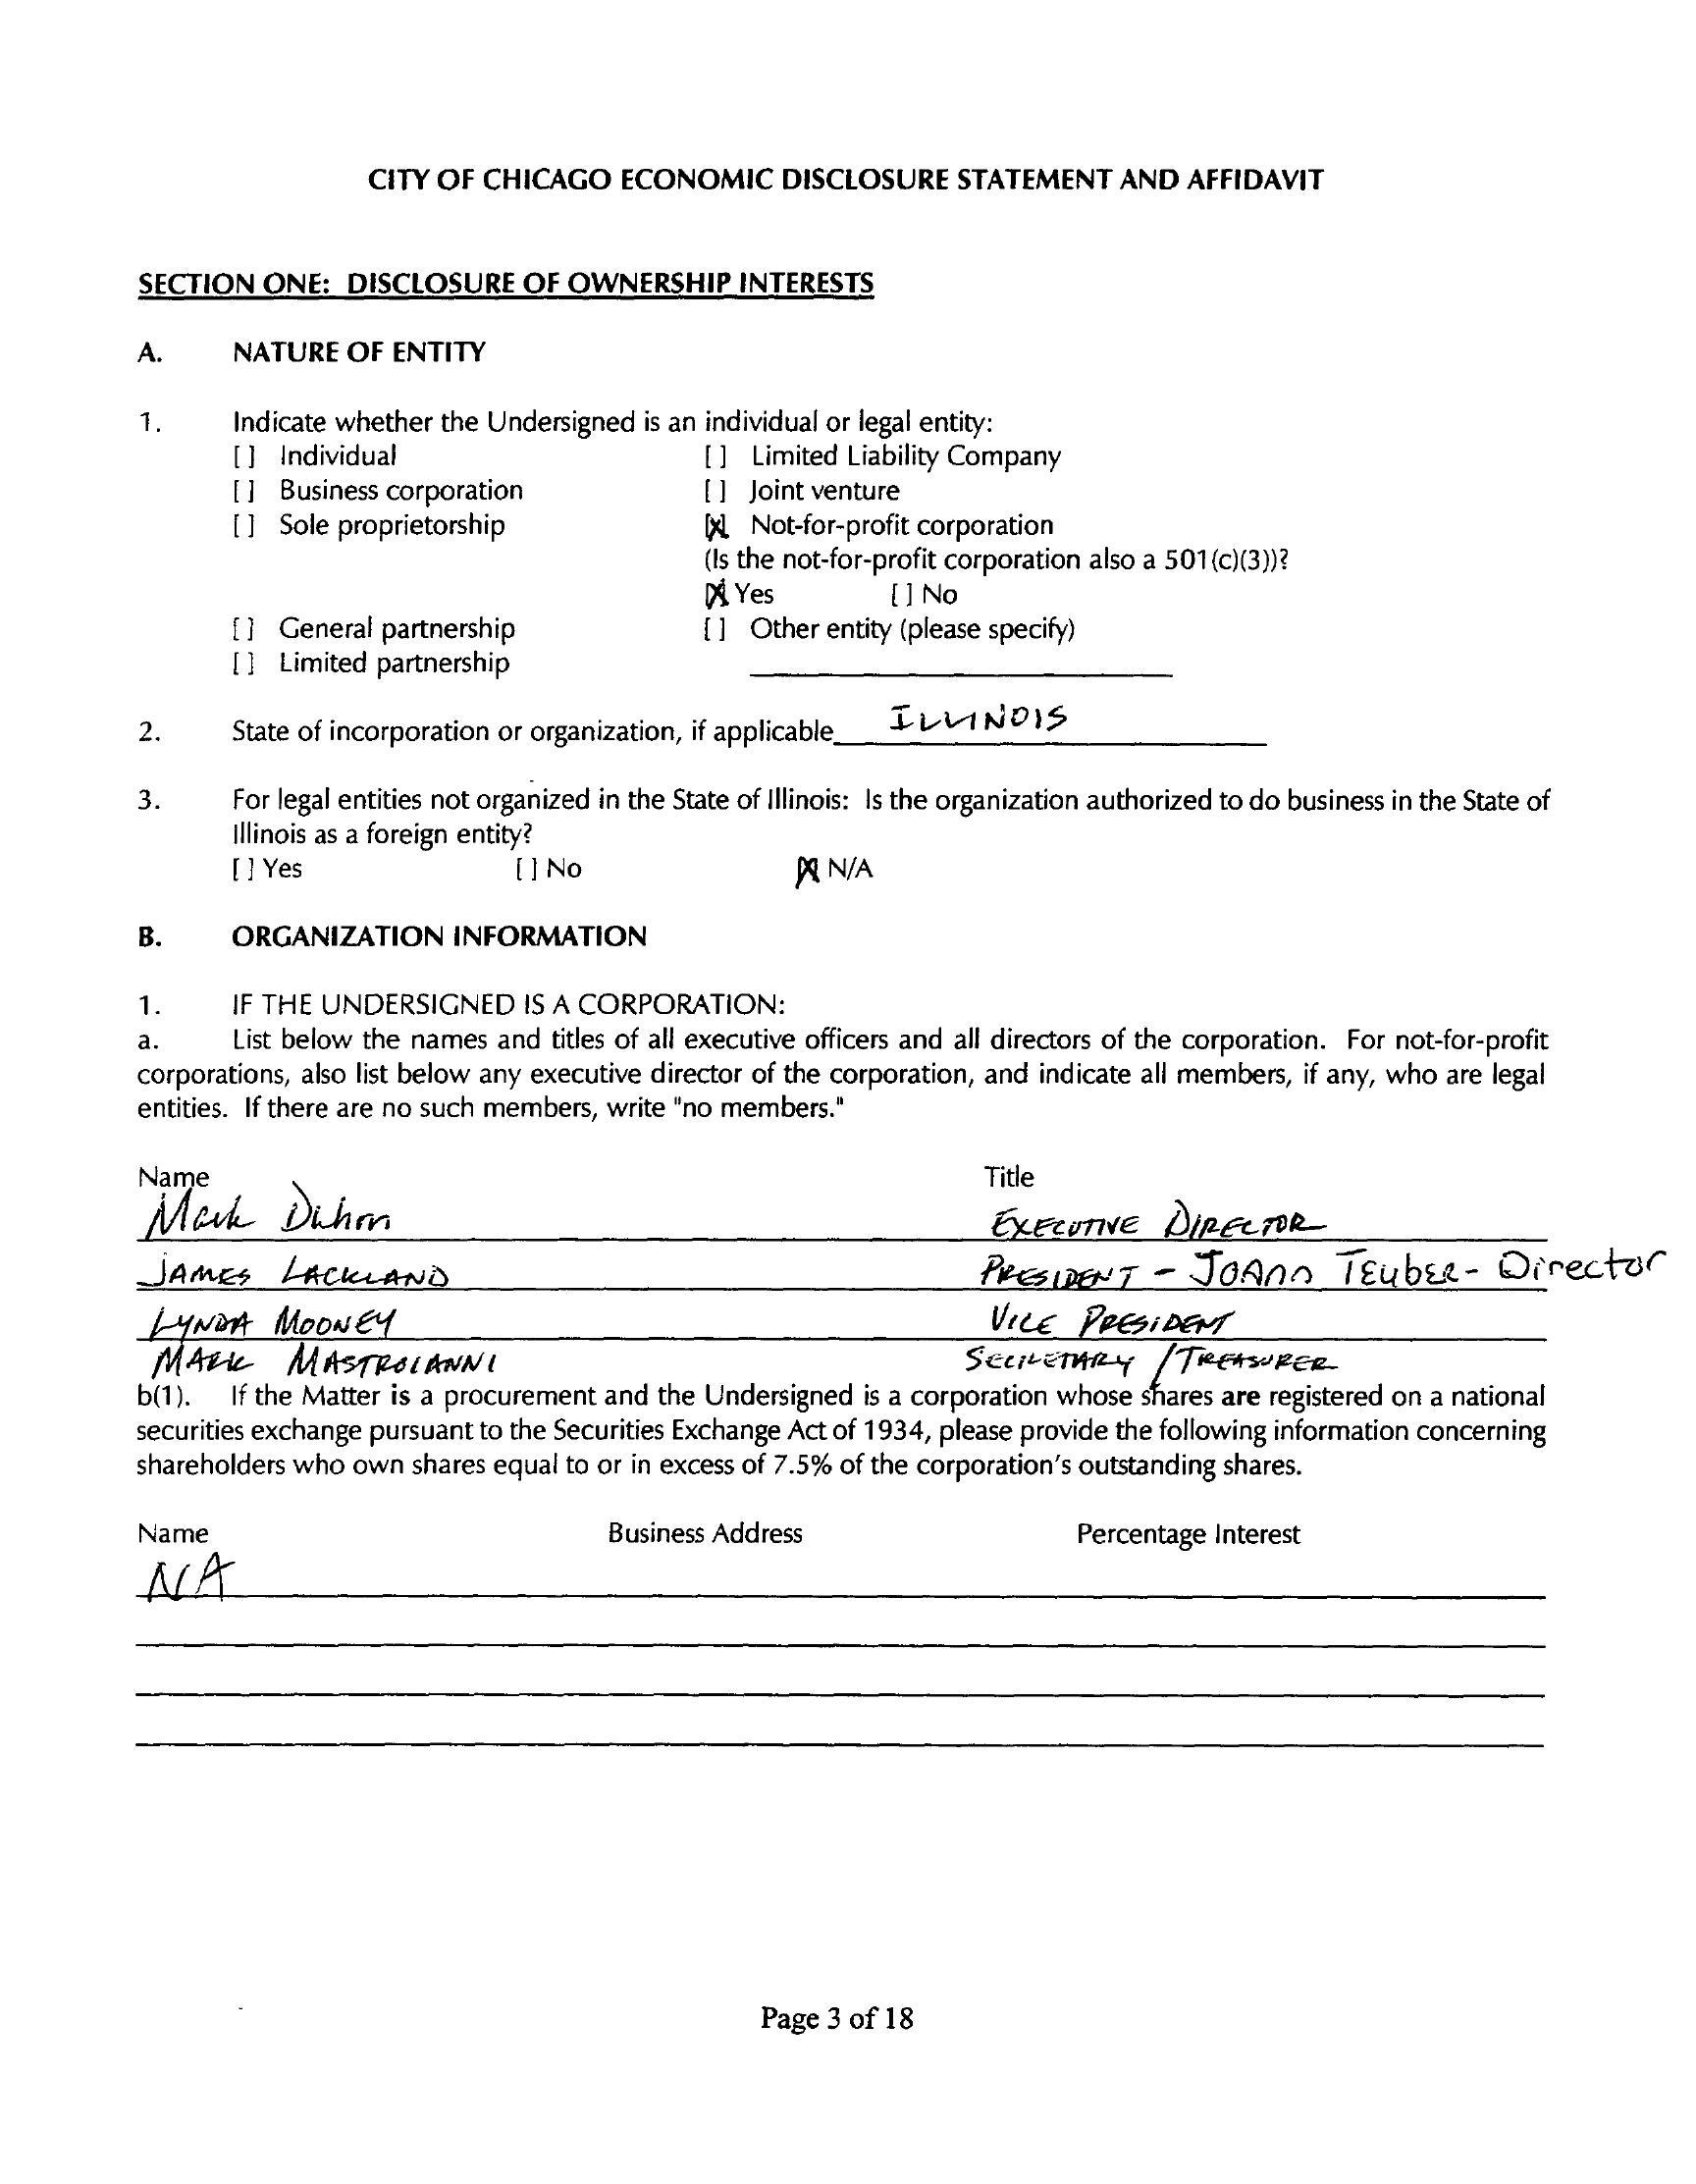 CITY OF CHICAGO ECONOMIC DISCLOSURE STATEMENT AND AFFIDAVIT
SECTION ONE: DISCLOSURE OF OWNERSHIP INTERESTS
A. NATURE OF ENTITY
1. Indicate whether the Undersigned is an individual or legal entity:
[ ] Individual [ ] Limited Liability Company
[ ] Business corporation [ ] Joint venture
[ ] Sole proprietorship [X] Not-for-profit corporation
(Is the not-for-profit corporation also a 501(c)(3))?
[X] Yes [ ] No
[ ] General partnership [ ] Other entity (please specify)
[ ] Limited partnership
2. State of incorporation or organization, if applicable ILLINOIS
3. For legal entities not organized in the State of Illinois: Is the organization authorized to do business in the State of
Illinois as a foreign entity?
[ ] Yes [ ] No [X] N/A
B. ORGANIZATION INFORMATION
1. IF THE UNDERSIGNED IS A CORPORATION:
a. List below the names and titles of all executive officers and all directors of the corporation. For not-for-profit
corporations, also list below any executive director of the corporation, and indicate all members, if any, who are legal
entities. If there are no such members, write "no members."
Name Title
Mark EXECUTIVE DIRECTOR
JAMES LACKLAND PRESIDENT - JOAnn TEubER - Director
LYNDA MOONEY VICE PRESIDENT
MARK MASTROIANNI SECRETARY / TREASURER
b(1). If the Matter is a procurement and the Undersigned is a corporation whose shares are registered on a national
securities exchange pursuant to the Securities Exchange Act of 1934, please provide the following information concerning
shareholders who own shares equal to or in excess of 7.5% of the corporation's outstanding shares.
Name Business Address Percentage Interest
NA
Page 3 of 18